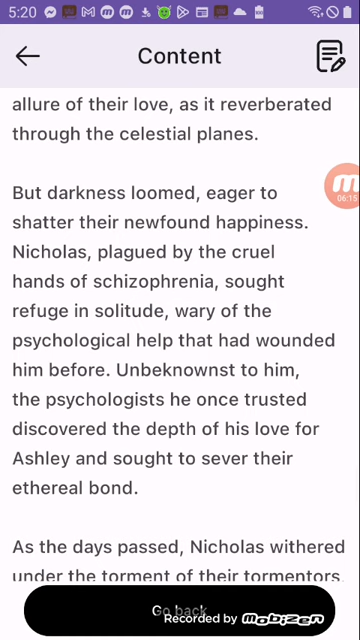 5:20
Content
allure of their love, as it reverberated
through the celestial planes.
But darkness loomed, eager to
shatter their newfound happiness.
Nicholas, plagued by the cruel
hands of schizophrenia, sought
refuge in solitude, wary of the
psychological help that had wounded
him before. Unbeknownst to him,
the psychologists he once trusted
discovered the depth of his love for
Ashley and sought to sever their
ethereal bond.
As the days passed, Nicholas withered
under the torment of their tormentors.
06:15
Go back
Recorded by mobizen